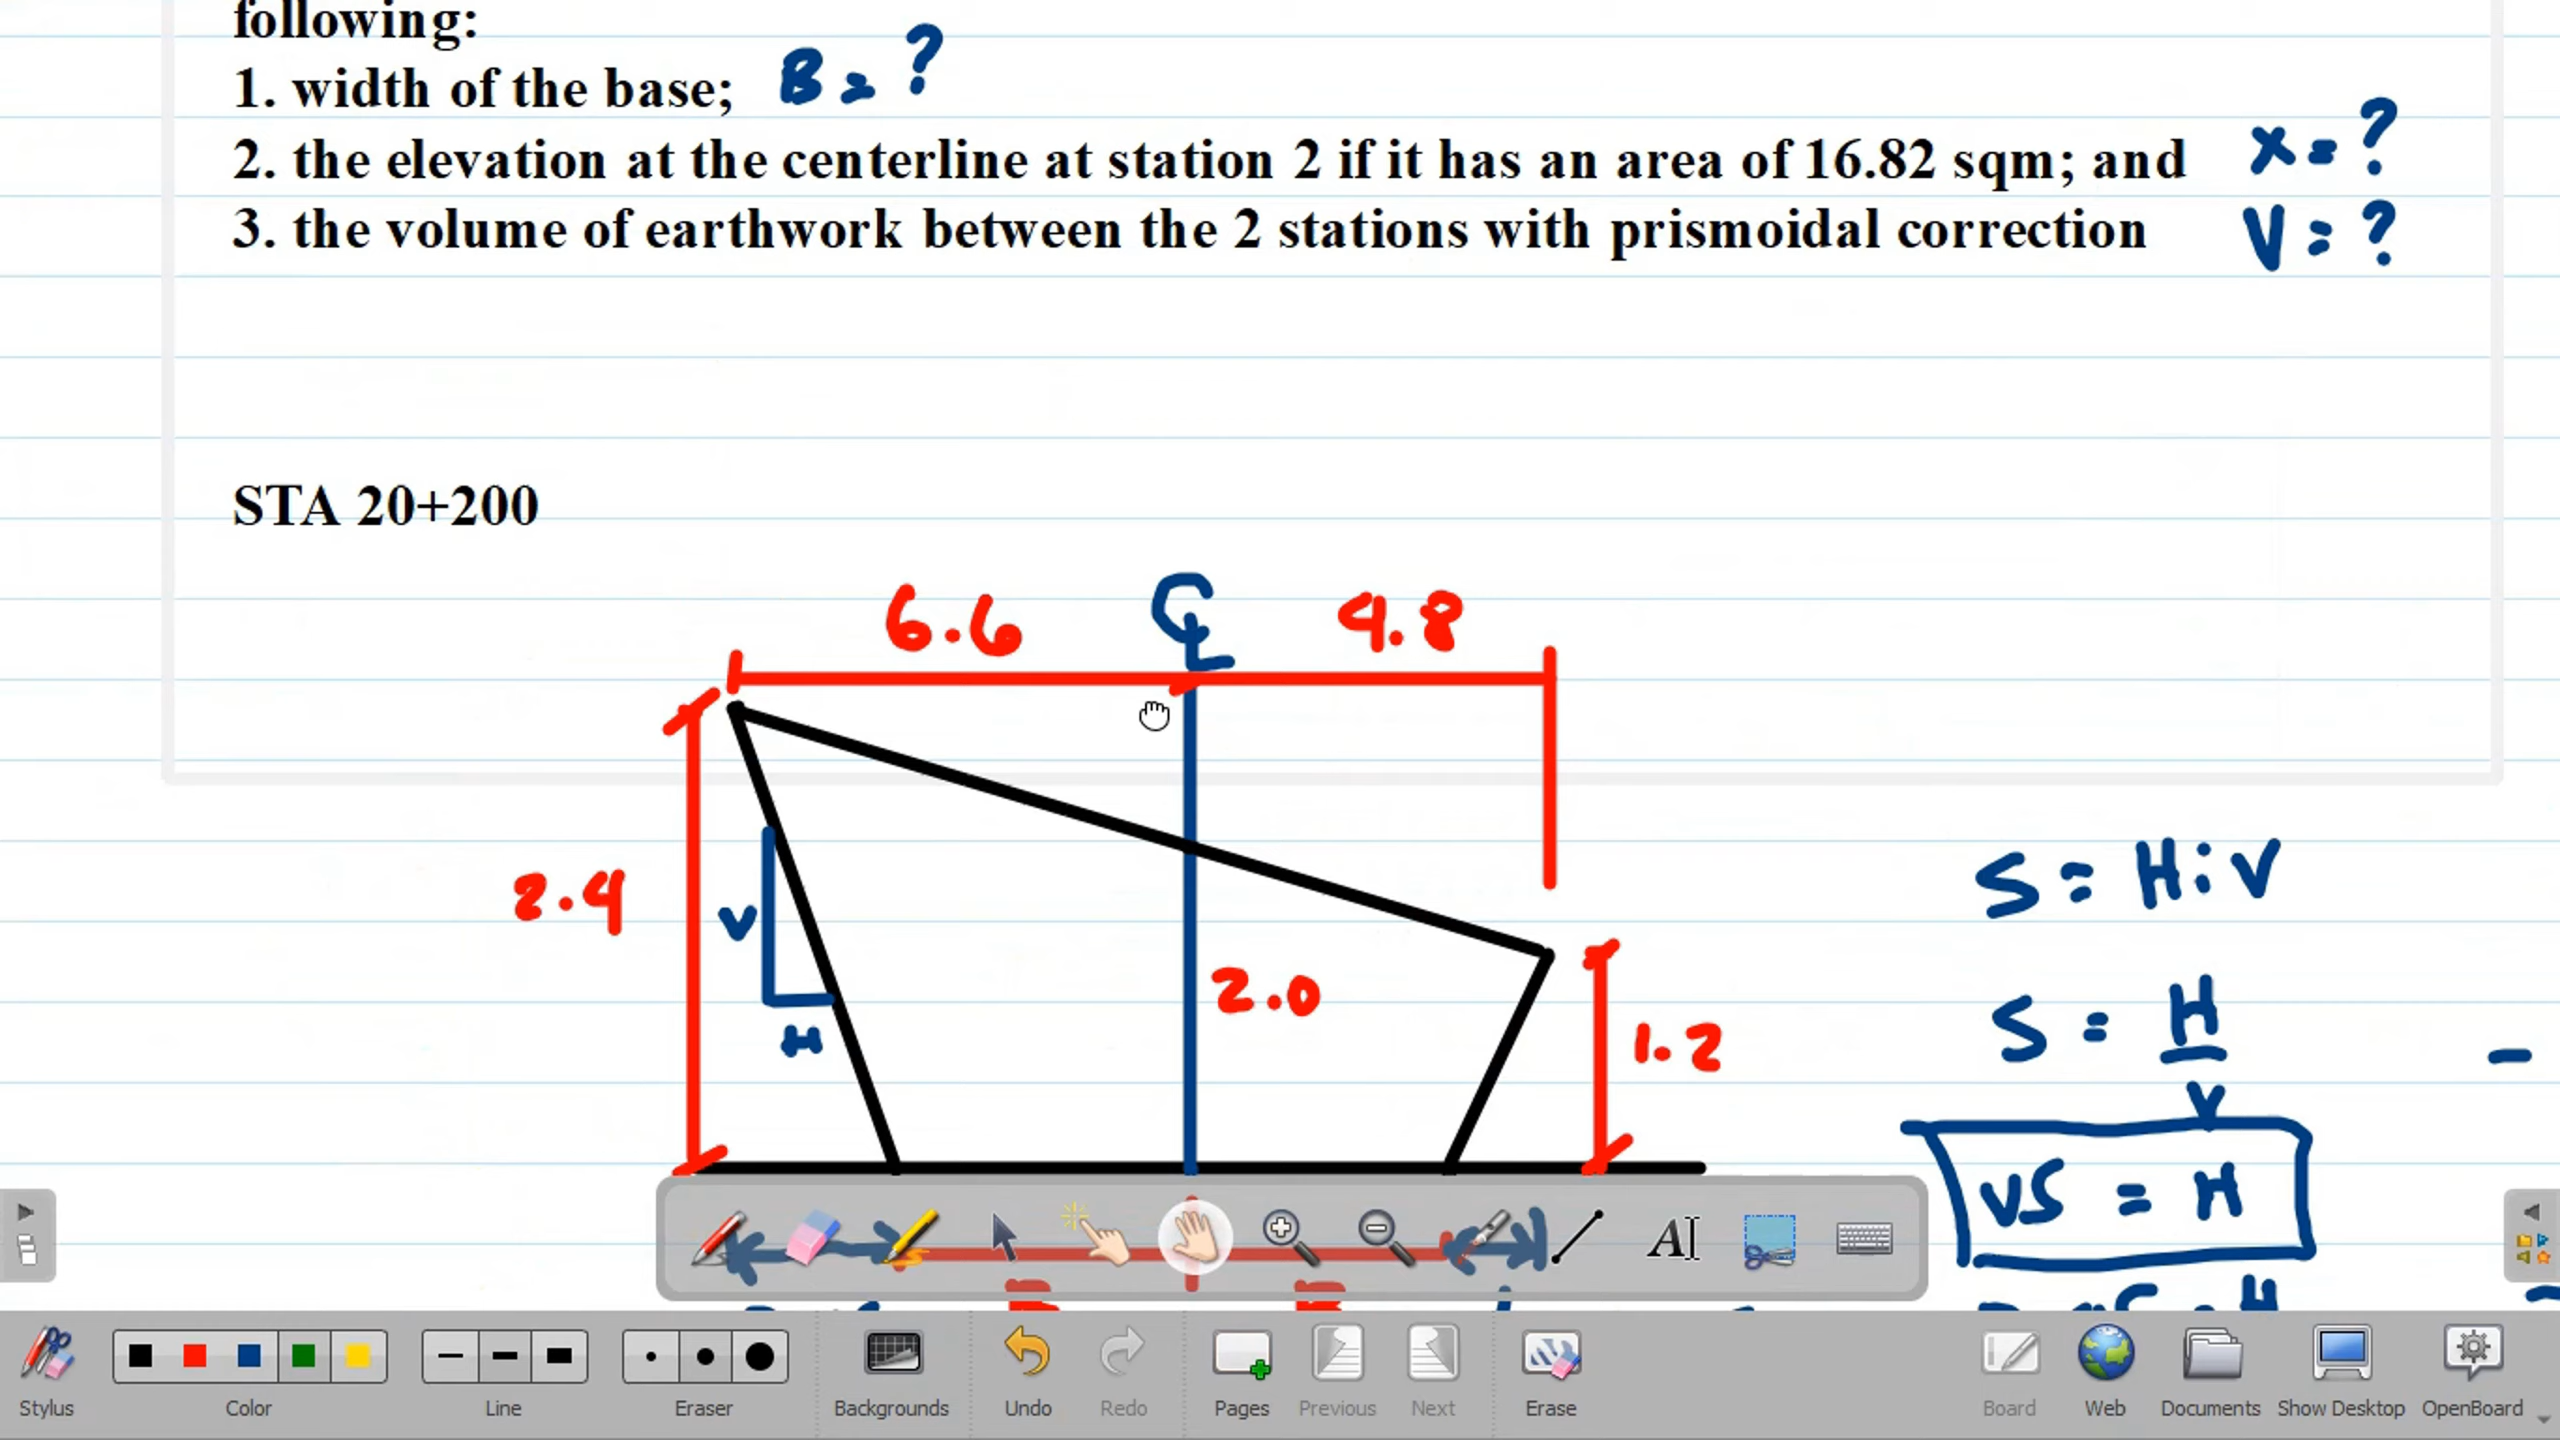 following:
1. width of the base; B = ?
2. the elevation at the centerline at station 2 if it has an area of 16.82 sqm; and x = ?
3. the volume of earthwork between the 2 stations with prismoidal correction V = ?
STA 20+200
6.6 CL 4.8
2.4 V H 2.0 1.2
S = H:V
S = H
V
VS = H
AI
Stylus Color Line Eraser Backgrounds Undo Redo Pages Previous Next Erase Board Web Documents Show Desktop OpenBoard